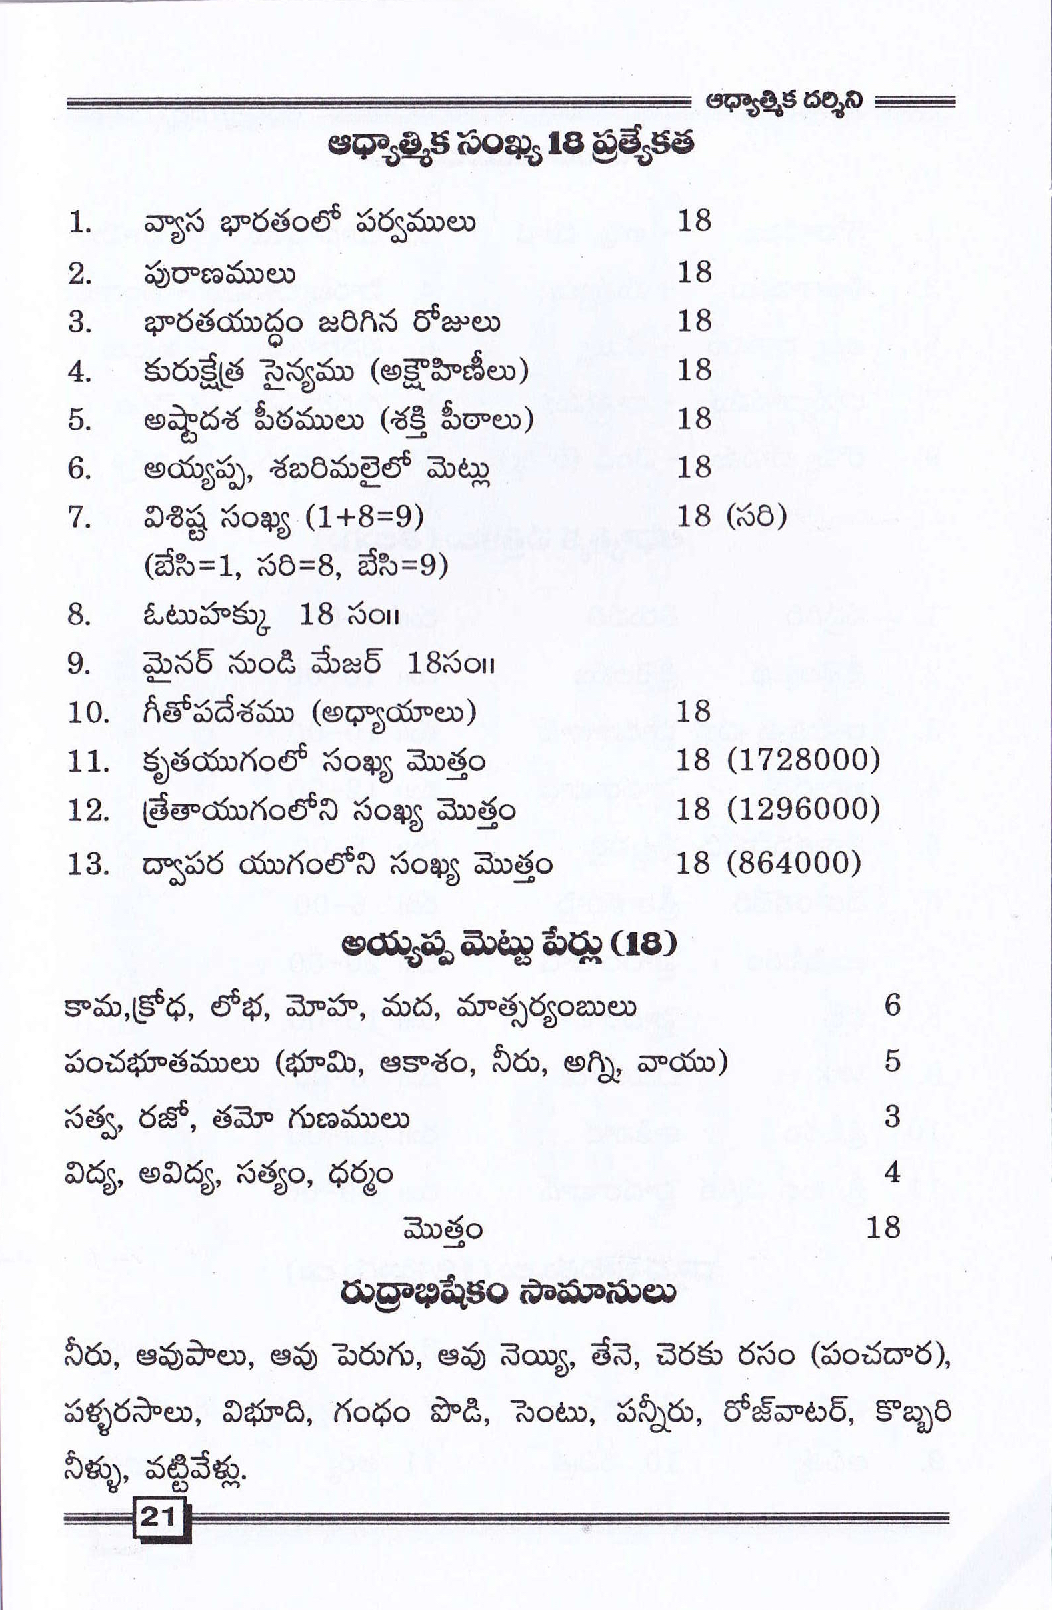 ఆధ్యాత్మిక దర్శిని
ఆధ్యాత్మిక సంఖ్య 18 ప్రత్యేకత
1. వ్యాస భారతంలో పర్వములు 18
2. పురాణములు 18
3. భారతయుద్ధం జరిగిన రోజులు 18
4. కురుక్షేత్ర సైన్యము (అక్షౌహిణీలు) 18
5. అష్టాదశ పీఠములు (శక్తి పీఠాలు) 18
6. అయ్యప్ప, శబరిమలైలో మెట్లు 18
7. విశిష్ట సంఖ్య (1+8=9) 18 (సరి)
(బేసి=1, సరి=8, బేసి=9)
8. ఓటుహక్కు 18 సం॥
9. మైనర్ నుండి మేజర్ 18సం॥
10. గీతోపదేశము (అధ్యాయాలు) 18
11. కృతయుగంలో సంఖ్య మొత్తం 18 (1728000)
12. త్రేతాయుగంలోని సంఖ్య మొత్తం 18 (1296000)
13. ద్వాపర యుగంలోని సంఖ్య మొత్తం 18 (864000)
అయ్యప్ప మెట్టు పేర్లు (18)
కామ,క్రోధ, లోభ, మోహ, మద, మాత్సర్యంబులు 6
పంచభూతములు (భూమి, ఆకాశం, నీరు, అగ్ని, వాయు) 5
సత్వ, రజో, తమో గుణములు 3
విద్య, అవిద్య, సత్యం, ధర్మం 4
మొత్తం 18
రుద్రాభిషేకం సామానులు
నీరు, ఆవుపాలు, ఆవు పెరుగు, ఆవు నెయ్యి, తేనె, చెరకు రసం (పంచదార),
పళ్ళరసాలు, విభూది, గంధం పొడి, సెంటు, పన్నీరు, రోజ్‌వాటర్, కొబ్బరి
నీళ్ళు, వట్టివేళ్లు.
21